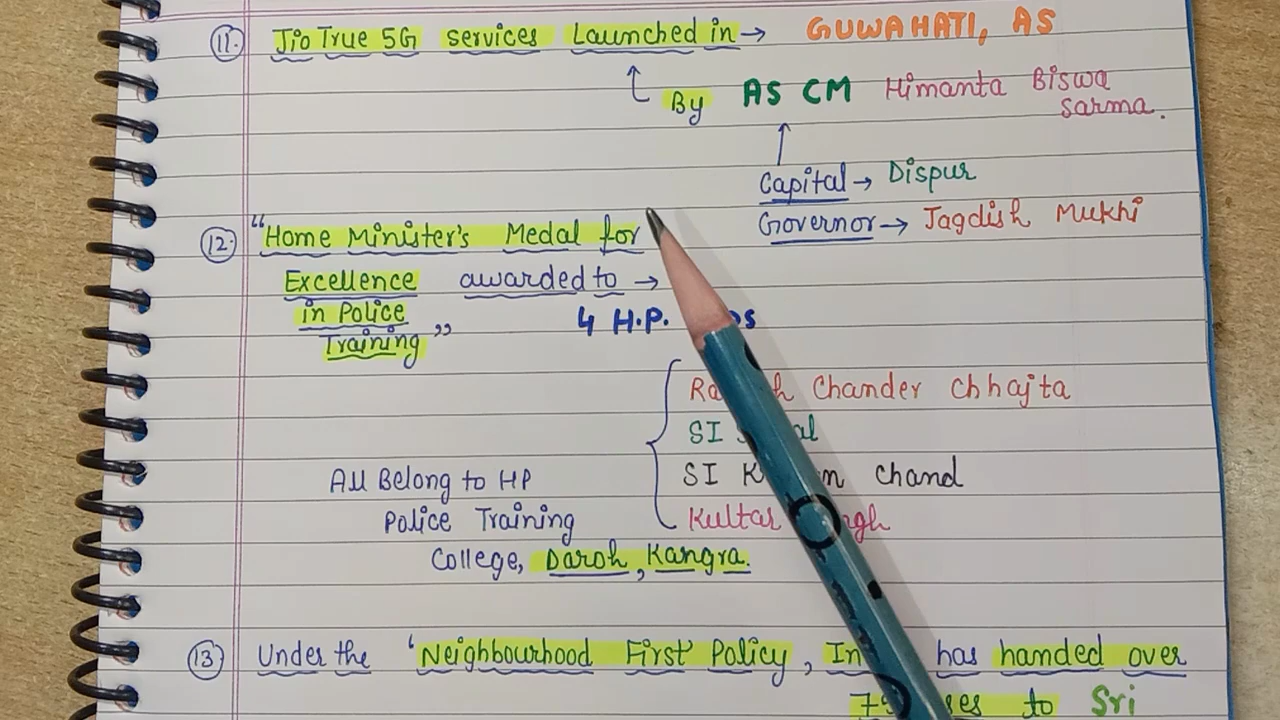 11. Jio True 5G services Launched in → GUWAHATI, AS
By AS CM Himanta Biswa
Sarma.
Capital → Dispur
Governor → Jagdish Mukhi
12. "Home Minister's Medal for
Excellence awarded to →
in Police
Training" 4 H.P.
Chander Chhajta
SI
SI Chand
Kultar
All Belong to HP
Police Training
College, Daroh, Kangra.
13 Under the 'Neighbourhood First' Policy, has handed over
to Sri